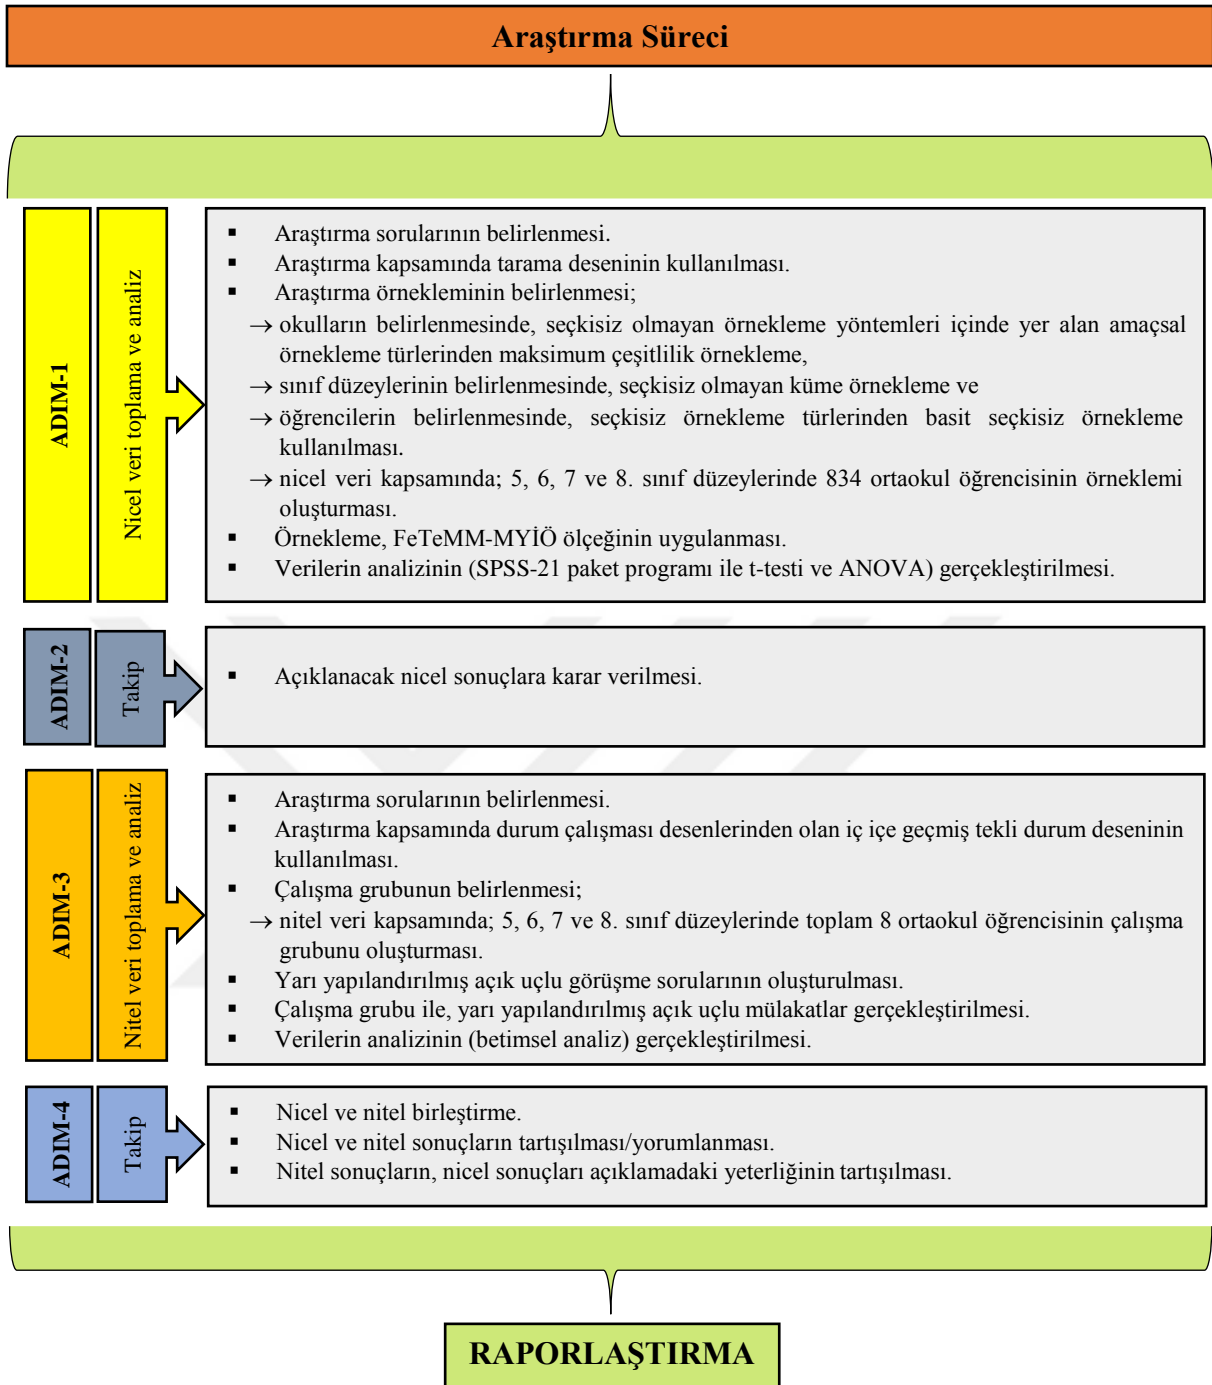 Araştırma Süreci
ADIM-1
Nicel veri toplama ve analiz
▪ Araştırma sorularının belirlenmesi.
▪ Araştırma kapsamında tarama deseninin kullanılması.
▪ Araştırma örnekleminin belirlenmesi;
→ okulların belirlenmesinde, seçkisiz olmayan örnekleme yöntemleri içinde yer alan amaçsal
örnekleme türlerinden maksimum çeşitlilik örnekleme,
→ sınıf düzeylerinin belirlenmesinde, seçkisiz olmayan küme örnekleme ve
→ öğrencilerin belirlenmesinde, seçkisiz örnekleme türlerinden basit seçkisiz örnekleme
kullanılması.
→ nicel veri kapsamında; 5, 6, 7 ve 8. sınıf düzeylerinde 834 ortaokul öğrencisinin örneklemi
oluşturması.
▪ Örnekleme, FeTeMM-MYİÖ ölçeğinin uygulanması.
▪ Verilerin analizinin (SPSS-21 paket programı ile t-testi ve ANOVA) gerçekleştirilmesi.
ADIM-2
Takip
▪ Açıklanacak nicel sonuçlara karar verilmesi.
ADIM-3
Nitel veri toplama ve analiz
▪ Araştırma sorularının belirlenmesi.
▪ Araştırma kapsamında durum çalışması desenlerinden olan iç içe geçmiş tekli durum deseninin
kullanılması.
▪ Çalışma grubunun belirlenmesi;
→ nitel veri kapsamında; 5, 6, 7 ve 8. sınıf düzeylerinde toplam 8 ortaokul öğrencisinin çalışma
grubunu oluşturması.
▪ Yarı yapılandırılmış açık uçlu görüşme sorularının oluşturulması.
▪ Çalışma grubu ile, yarı yapılandırılmış açık uçlu mülakatlar gerçekleştirilmesi.
▪ Verilerin analizinin (betimsel analiz) gerçekleştirilmesi.
ADIM-4
Takip
▪ Nicel ve nitel birleştirme.
▪ Nicel ve nitel sonuçların tartışılması/yorumlanması.
▪ Nitel sonuçların, nicel sonuçları açıklamadaki yeterliğinin tartışılması.
RAPORLAŞTIRMA